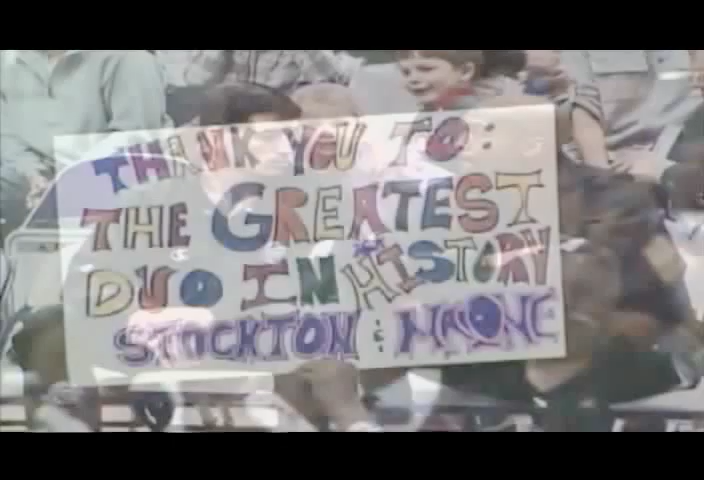 THANK YOU TO:
THE GREATEST
DUO IN HISTORY
STOCKTON & MALONE